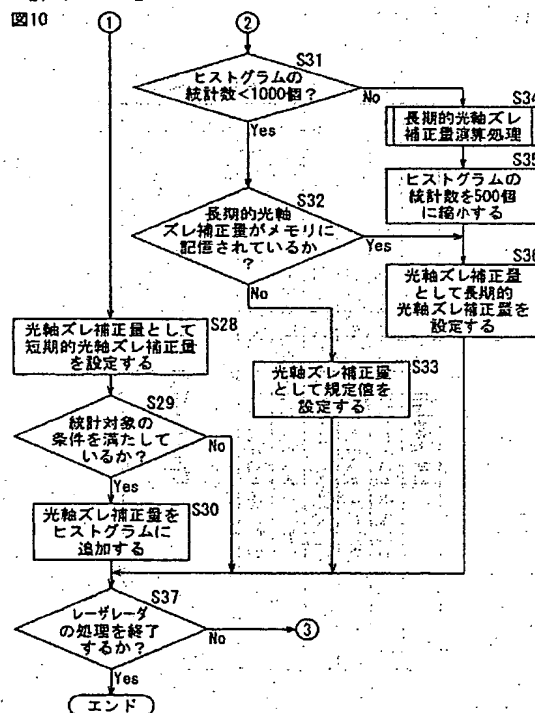 図10
①
②
S31
ヒストグラムの
統計数<1000個？
No
Yes
S34
長期的光軸ズレ
補正量演算処理
S35
ヒストグラムの
統計数を500個
に縮小する
S32
長期的光軸
ズレ補正量がメモリに
記憶されているか
？
Yes
No
S36
光軸ズレ補正量
として長期的
光軸ズレ補正量を
設定する
S28
光軸ズレ補正量として
短期的光軸ズレ補正量
を設定する
S33
光軸ズレ補正量
として規定値を
設定する
S29
統計対象の
条件を満たして
いるか？
No
Yes
S30
光軸ズレ補正量を
ヒストグラムに
追加する
S37
レーザレーダ
の処理を終了
するか？
No
③
Yes
エンド